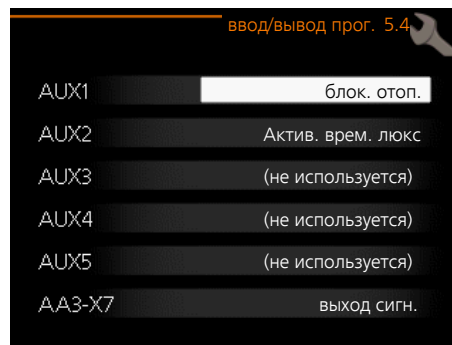 ввод/вывод прог. 5.4
AUX1 блок. отоп.
AUX2 Актив. врем. люкс
AUX3 (не используется)
AUX4 (не используется)
AUX5 (не используется)
AA3-X7 выход сигн.